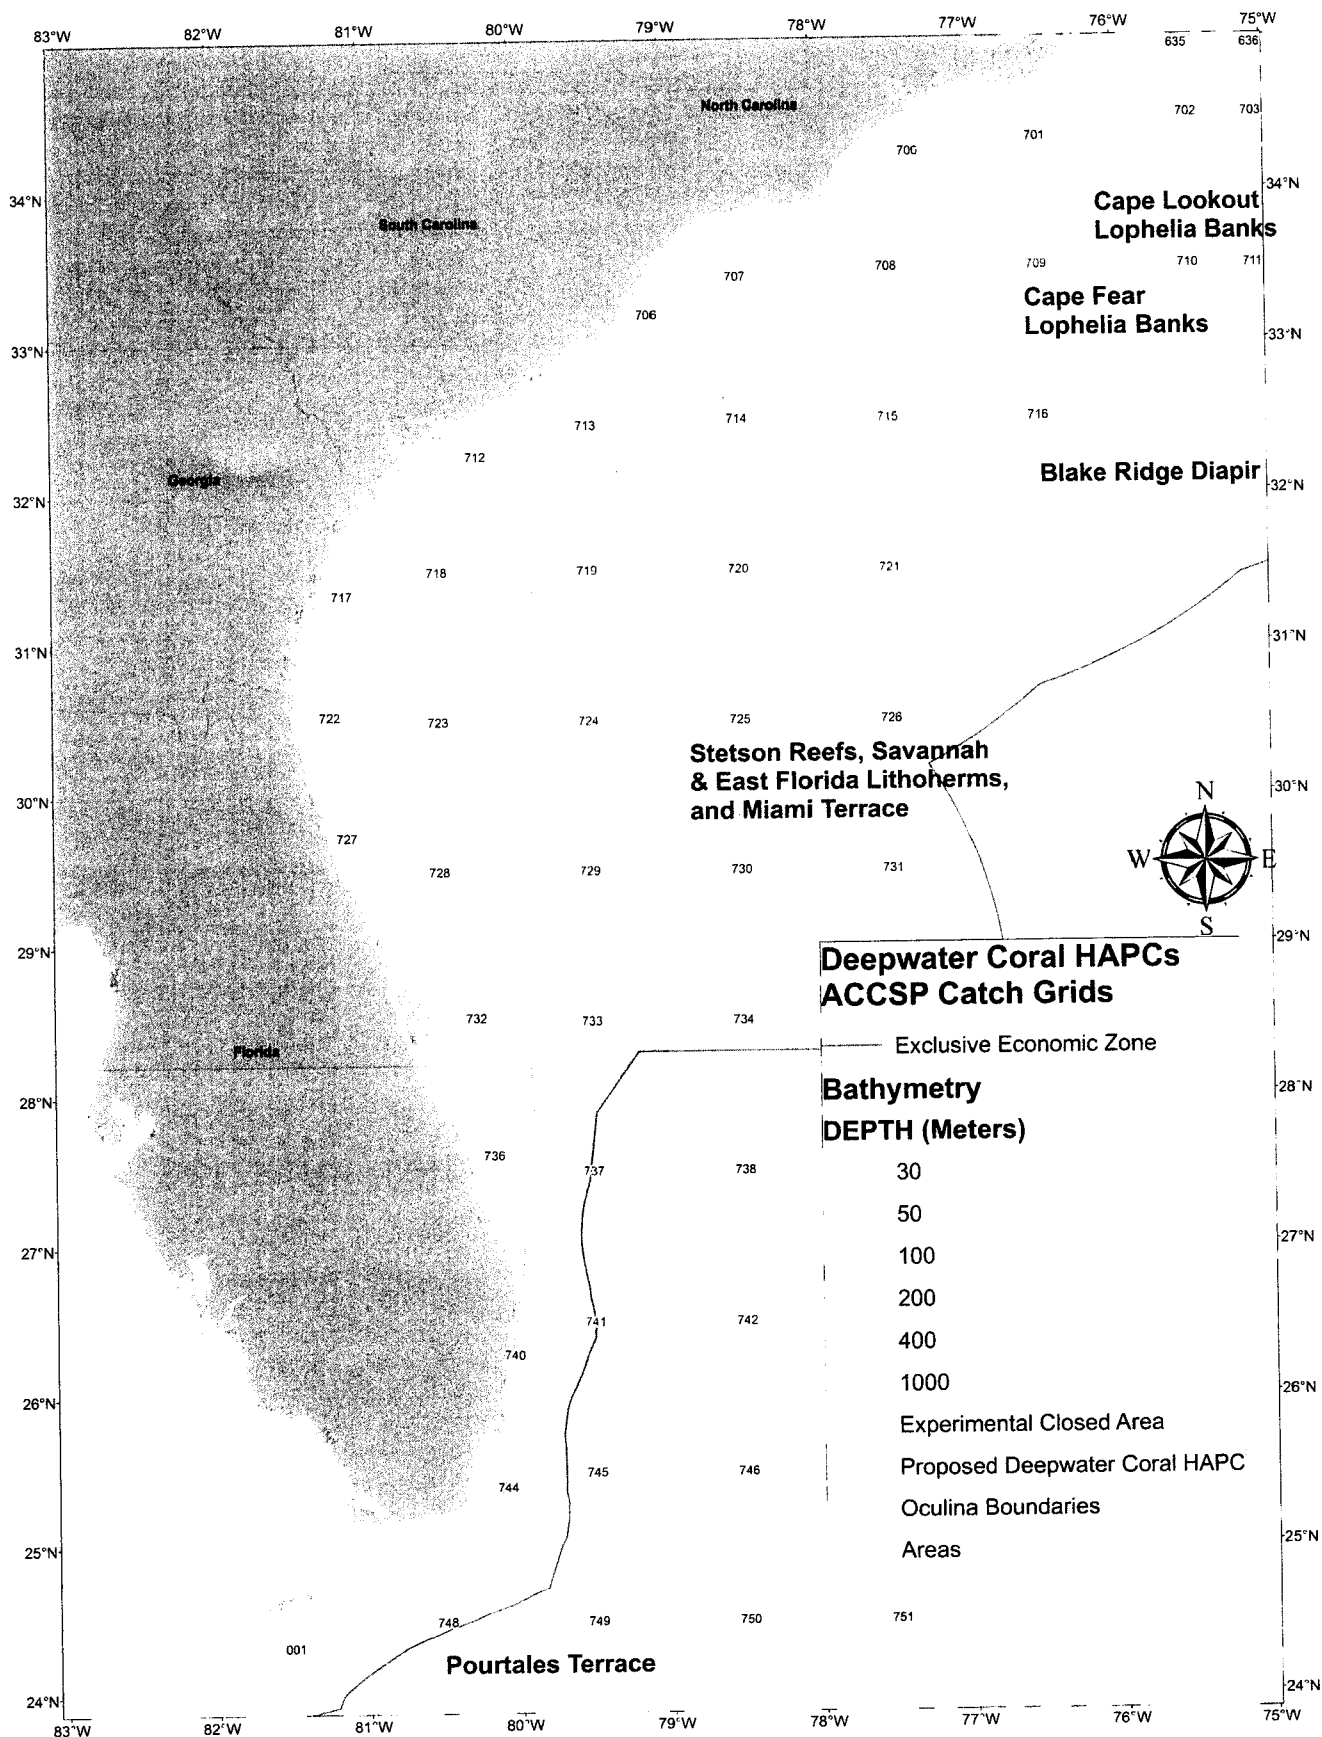 83°W 82°W 81°W 80°W 79°W 78°W 77°W 76°W 75°W
635 636
North Carolina
702 703
701
700
34°N 34°N
Cape Lookout
Lophelia Banks
South Carolina
707 708 709 710 711
706
Cape Fear
Lophelia Banks
33°N 33°N
712 713 714 715 716
Georgia
Blake Ridge Diapir
32°N 32°N
717 718 719 720 721
31°N 31°N
722 723 724 725 726
Stetson Reefs, Savannah
& East Florida Lithoherms,
and Miami Terrace
30°N 30°N
N
W E
S
727 728 729 730 731
29°N 29°N
Deepwater Coral HAPCs
ACCSP Catch Grids
732 733 734
Exclusive Economic Zone
Florida
Bathymetry
28°N 28°N
DEPTH (Meters)
736 737 738
30
50
27°N 27°N
100
200
740 741 742
400
1000
26°N 26°N
Experimental Closed Area
Proposed Deepwater Coral HAPC
744 745 746
Oculina Boundaries
Areas
25°N 25°N
748 749 750 751
001
Pourtales Terrace
24°N 24°N
83°W 82°W 81°W 80°W 79°W 78°W 77°W 76°W 75°W